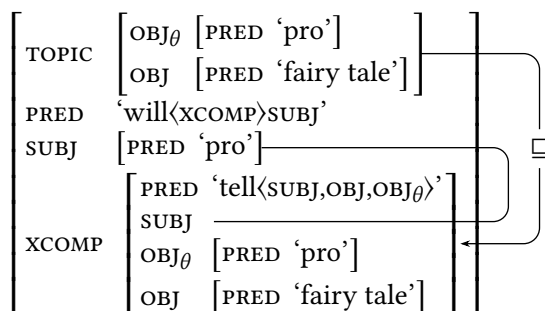 OBJθ [PRED ‘pro’]
TOPIC
OBJ [PRED ‘fairy tale’]
PRED ‘will⟨XCOMP⟩SUBJ’
SUBJ [PRED ‘pro’]
⊑
PRED ‘tell⟨SUBJ,OBJ,OBJθ⟩’
SUBJ
XCOMP
OBJθ [PRED ‘pro’]
OBJ [PRED ‘fairy tale’]